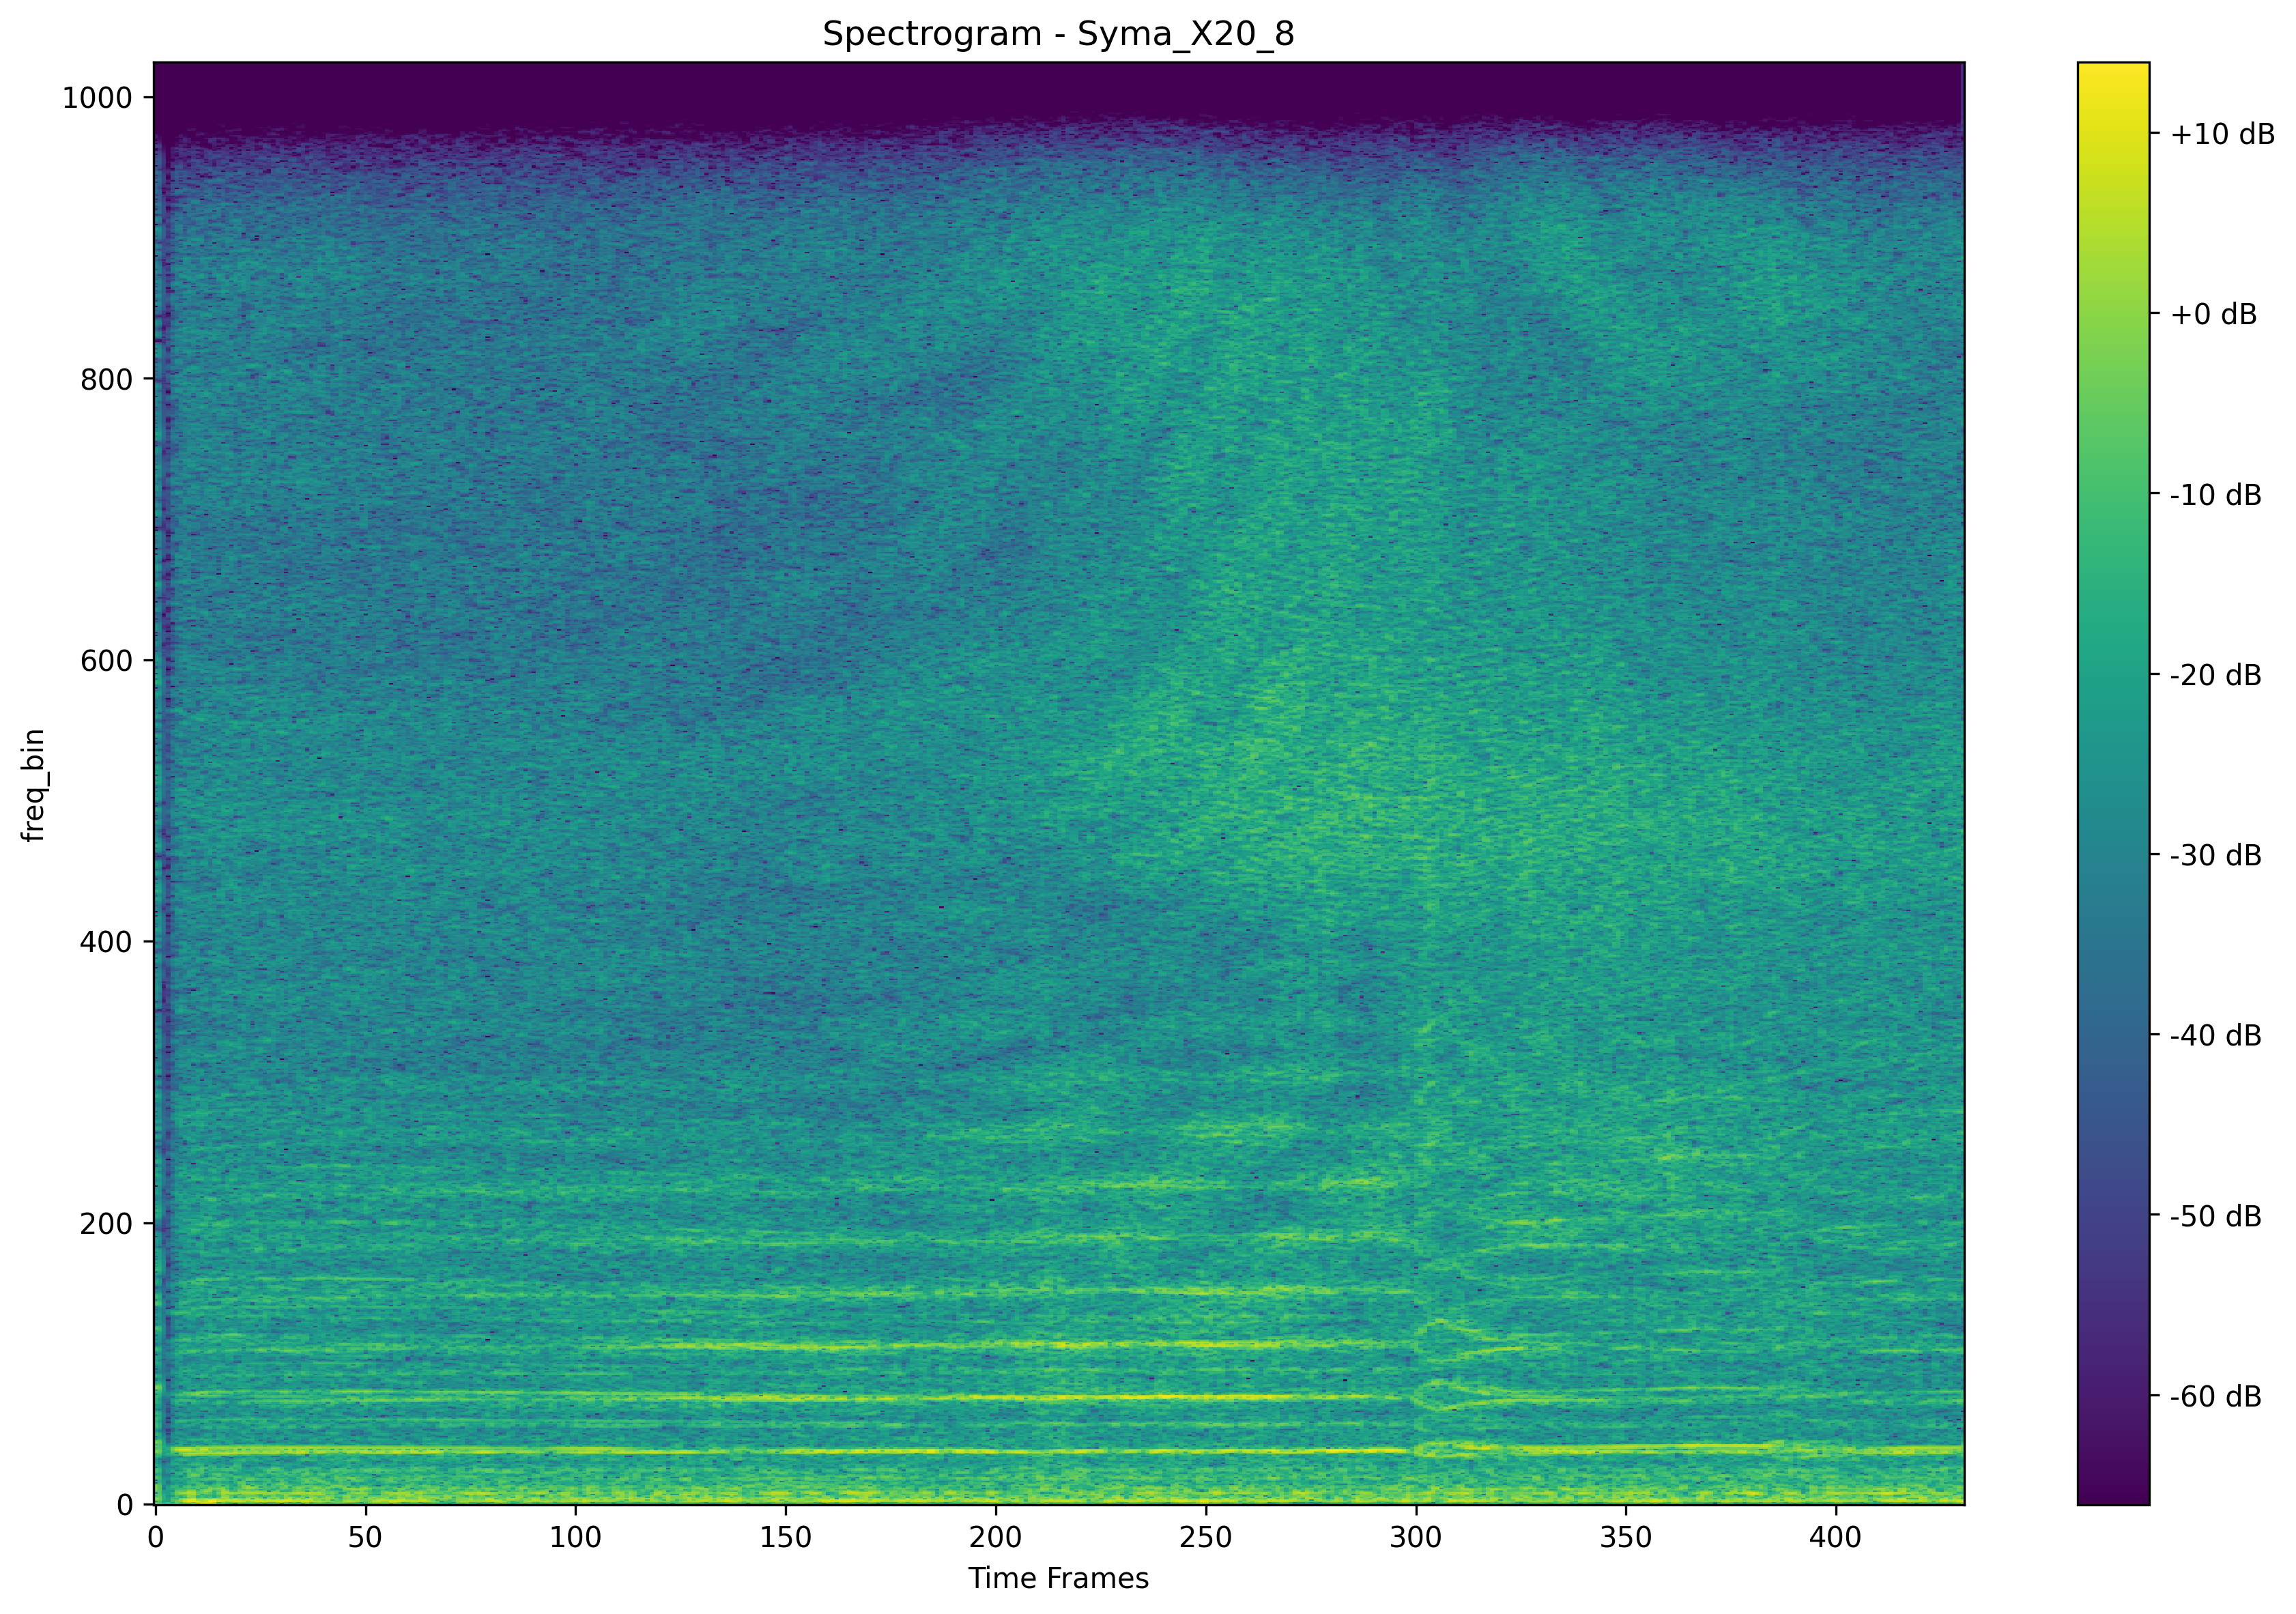 Spectrogram - Syma_X20_8
1000
800
600
400
200
0
freq_bin
0 50 100 150 200 250 300 350 400
Time Frames
+10 dB
+0 dB
-10 dB
-20 dB
-30 dB
-40 dB
-50 dB
-60 dB